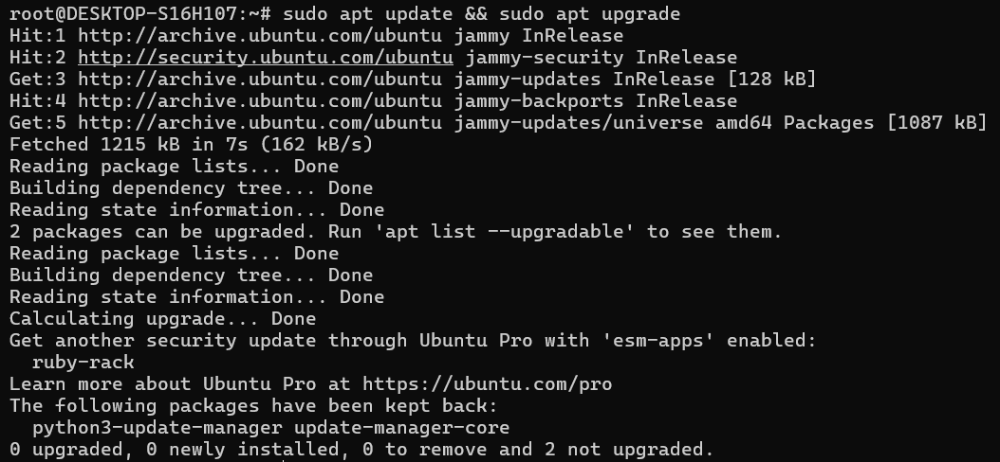 root@DESKTOP-S16H107:~# sudo apt update && sudo apt upgrade
Hit:1 http://archive.ubuntu.com/ubuntu jammy InRelease
Hit:2 http://security.ubuntu.com/ubuntu jammy-security InRelease
Get:3 http://archive.ubuntu.com/ubuntu jammy-updates InRelease [128 kB]
Hit:4 http://archive.ubuntu.com/ubuntu jammy-backports InRelease
Get:5 http://archive.ubuntu.com/ubuntu jammy-updates/universe amd64 Packages [1087 kB]
Fetched 1215 kB in 7s (162 kB/s)
Reading package lists... Done
Building dependency tree... Done
Reading state information... Done
2 packages can be upgraded. Run 'apt list --upgradable' to see them.
Reading package lists... Done
Building dependency tree... Done
Reading state information... Done
Calculating upgrade... Done
Get another security update through Ubuntu Pro with 'esm-apps' enabled:
  ruby-rack
Learn more about Ubuntu Pro at https://ubuntu.com/pro
The following packages have been kept back:
  python3-update-manager update-manager-core
0 upgraded, 0 newly installed, 0 to remove and 2 not upgraded.